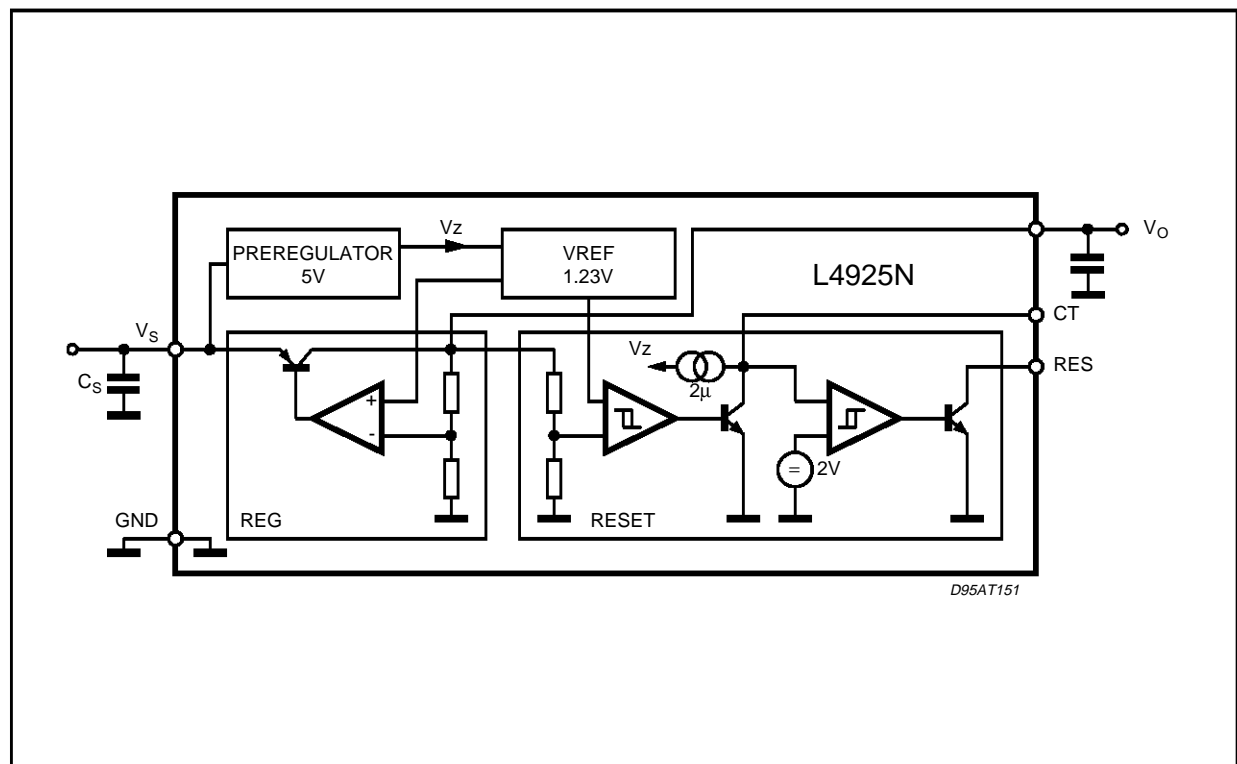 Vz
PREREGULATOR
5V
VREF
1.23V
L4925N
VO
CT
VS
Vz
RES
CS
2μ
+
-
= 2V
GND
REG
RESET
D95AT151